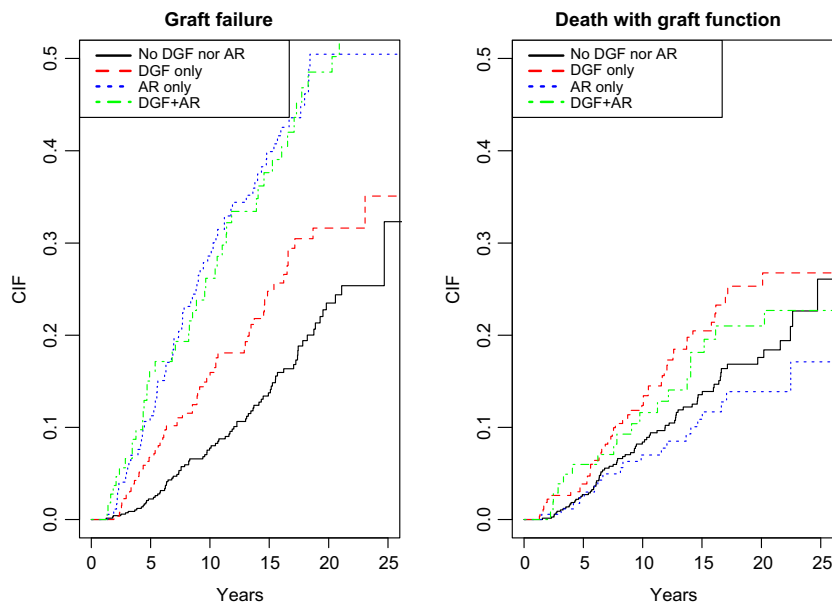 Graft failure
No DGF nor AR
DGF only
AR only
DGF+AR
CIF
0.5
0.4
0.3
0.2
0.1
0.0
0 5 10 15 20 25
Years
Death with graft function
No DGF nor AR
DGF only
AR only
DGF+AR
CIF
0.5
0.4
0.3
0.2
0.1
0.0
0 5 10 15 20 25
Years